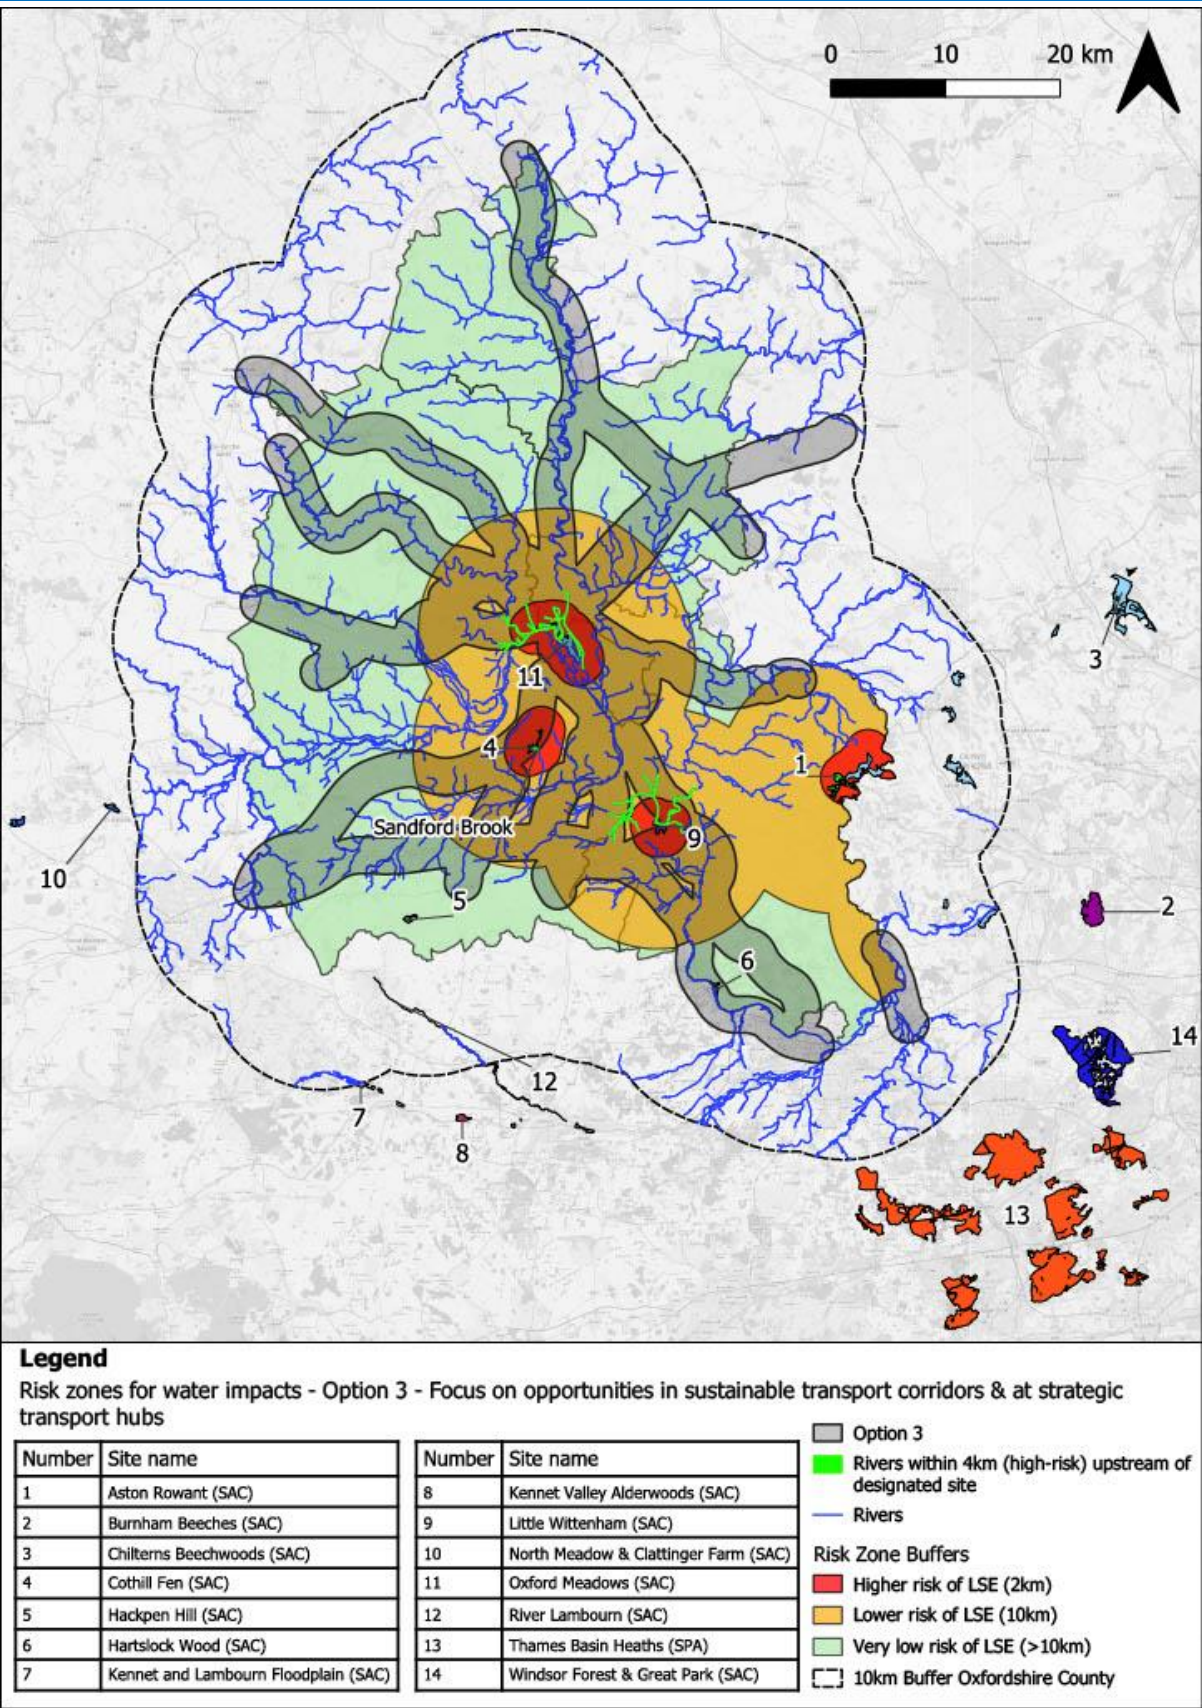 0 10 20 km
3
11
4
1
Sandford Brook
9
10
5
2
6
14
12
7
8
13
Legend
Risk zones for water impacts - Option 3 - Focus on opportunities in sustainable transport corridors & at strategic
transport hubs
Number Site name
1 Aston Rowant (SAC)
2 Burnham Beeches (SAC)
3 Chilterns Beechwoods (SAC)
4 Cothill Fen (SAC)
5 Hackpen Hill (SAC)
6 Hartslock Wood (SAC)
7 Kennet and Lambourn Floodplain (SAC)
Number Site name
8 Kennet Valley Alderwoods (SAC)
9 Little Wittenham (SAC)
10 North Meadow & Clattinger Farm (SAC)
11 Oxford Meadows (SAC)
12 River Lambourn (SAC)
13 Thames Basin Heaths (SPA)
14 Windsor Forest & Great Park (SAC)
Option 3
Rivers within 4km (high-risk) upstream of
designated site
Rivers
Risk Zone Buffers
Higher risk of LSE (2km)
Lower risk of LSE (10km)
Very low risk of LSE (>10km)
10km Buffer Oxfordshire County